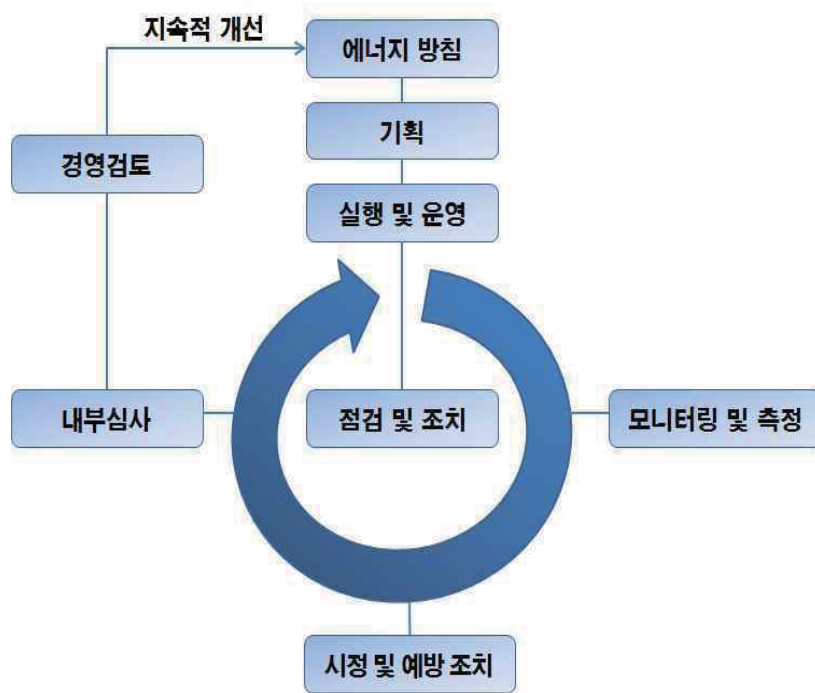 지속적 개선
에너지 방침
기획
경영검토
실행 및 운영
내부심사
점검 및 조치
모니터링 및 측정
시정 및 예방 조치